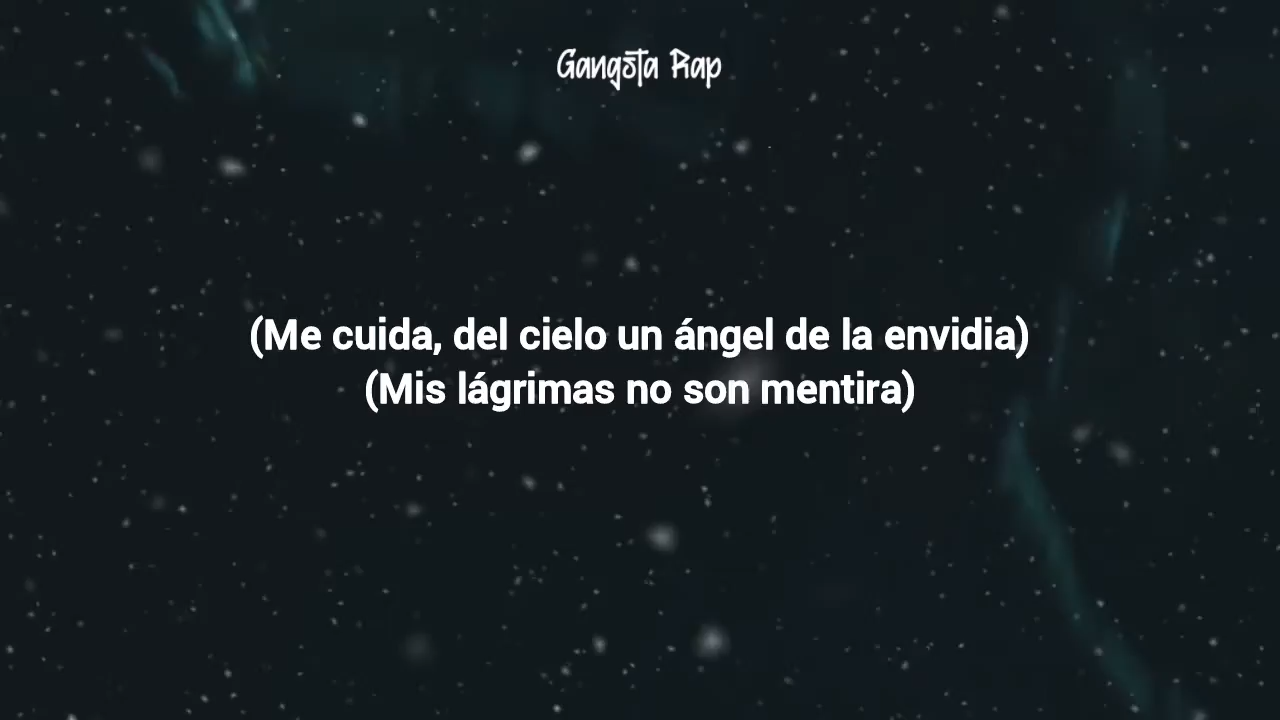 Gangsta Rap
(Me cuida, del cielo un ángel de la envidia)
(Mis lágrimas no son mentira)